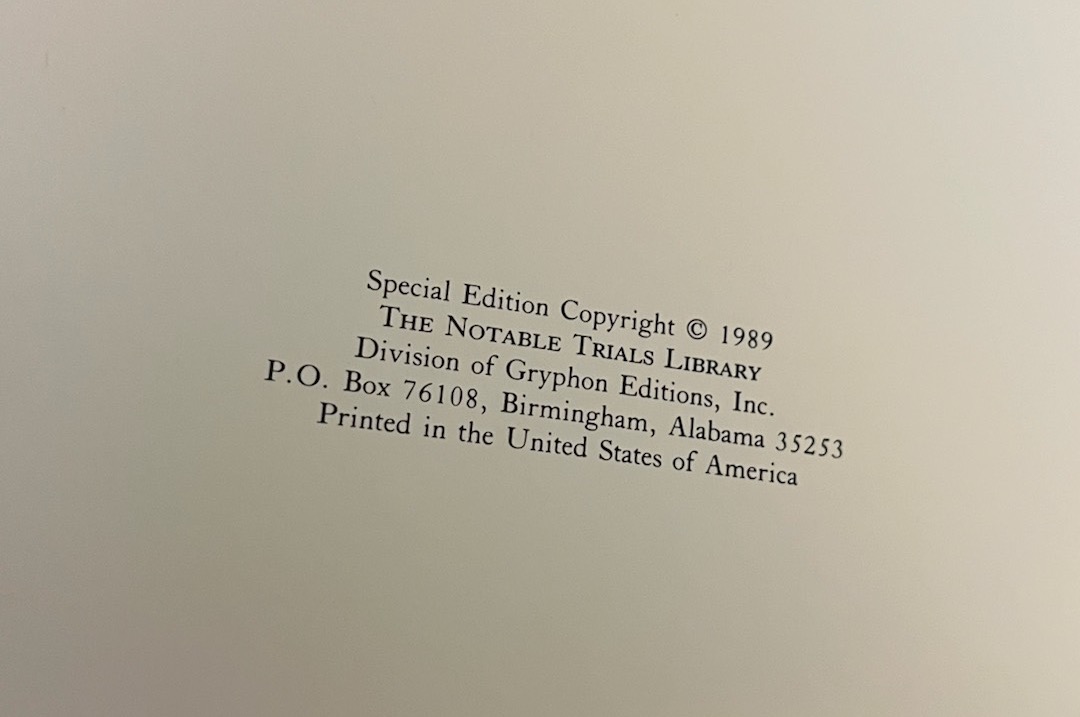 Special Edition Copyright © 1989
THE NOTABLE TRIALS LIBRARY
Division of Gryphon Editions, Inc.
P.O. Box 76108, Birmingham, Alabama 35253
Printed in the United States of America